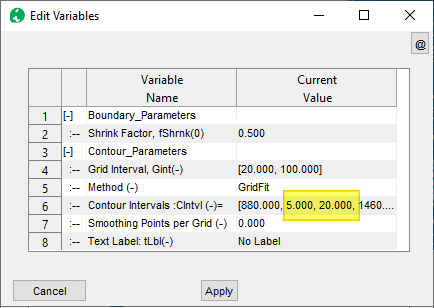 Edit Variables
@
Variable Name Current Value
1 [-] Boundary_Parameters
2 :-- Shrink Factor, fShrnk(0) 0.500
3 [-] Contour_Parameters
4 :-- Grid Interval, Gint(-) [20.000, 100.000]
5 :-- Method (-) GridFit
6 :-- Contour Intervals :CIntvl (-)= [880.000, 5.000, 20.000, 1460....
7 :-- Smoothing Points per Grid (-) 0.000
8 :-- Text Label: tLbl(-) No Label
Cancel Apply